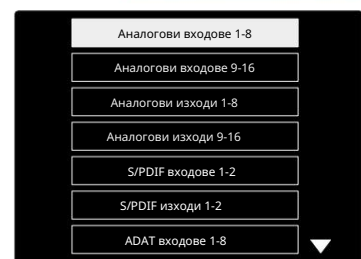 Аналогови входове 1-8
Аналогови входове 9-16
Аналогови изходи 1-8
Аналогови изходи 9-16
S/PDIF входове 1-2
S/PDIF изходи 1-2
ADAT входове 1-8